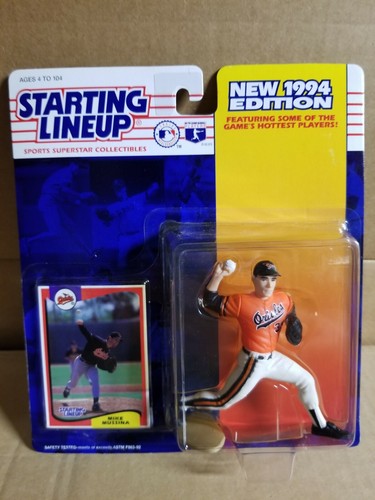 AGES 4 TO 104
STARTING
LINEUP
SPORTS SUPERSTAR COLLECTIBLES
NEW 1994
EDITION
FEATURING SOME OF THE
GAME'S HOTTEST PLAYERS!
Orioles
Orioles
STARTING
LINEUP
MIKE
MUSSINA